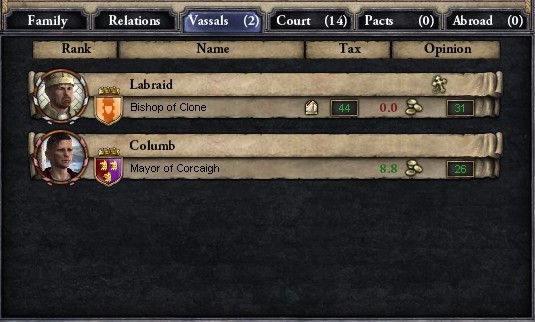 Family Relations Vassals (2) Court (14) Pacts (0) Abroad (0)
Rank Name Tax Opinion
Labraid
Bishop of Clone 44 0.0 31
Columb
Mayor of Corcaigh 8.8 26